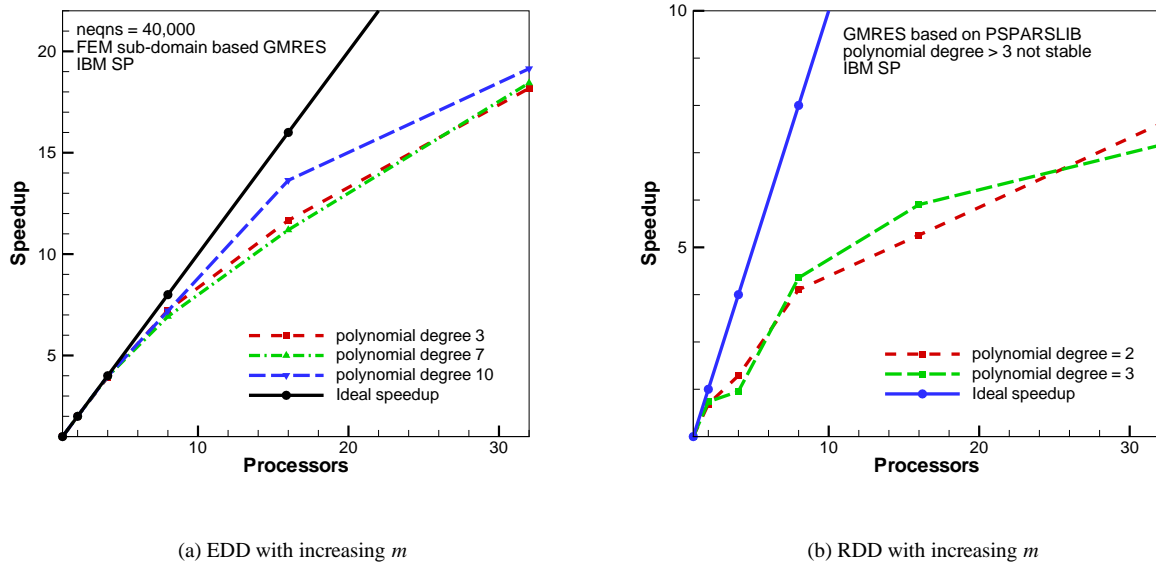 neqns = 40,000
FEM sub-domain based GMRES
IBM SP
20
15
10
5
Speedup
10
20
30
Processors
polynomial degree 3
polynomial degree 7
polynomial degree 10
Ideal speedup
(a) EDD with increasing m
GMRES based on PSPARSLIB
polynomial degree > 3 not stable
IBM SP
10
5
Speedup
10
20
30
Processors
polynomial degree = 2
polynomial degree = 3
Ideal speedup
(b) RDD with increasing m